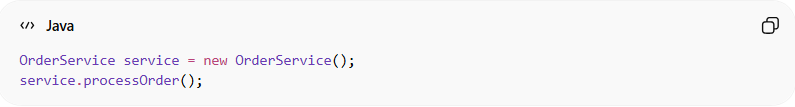 Java
OrderService service = new OrderService();
service.processOrder();